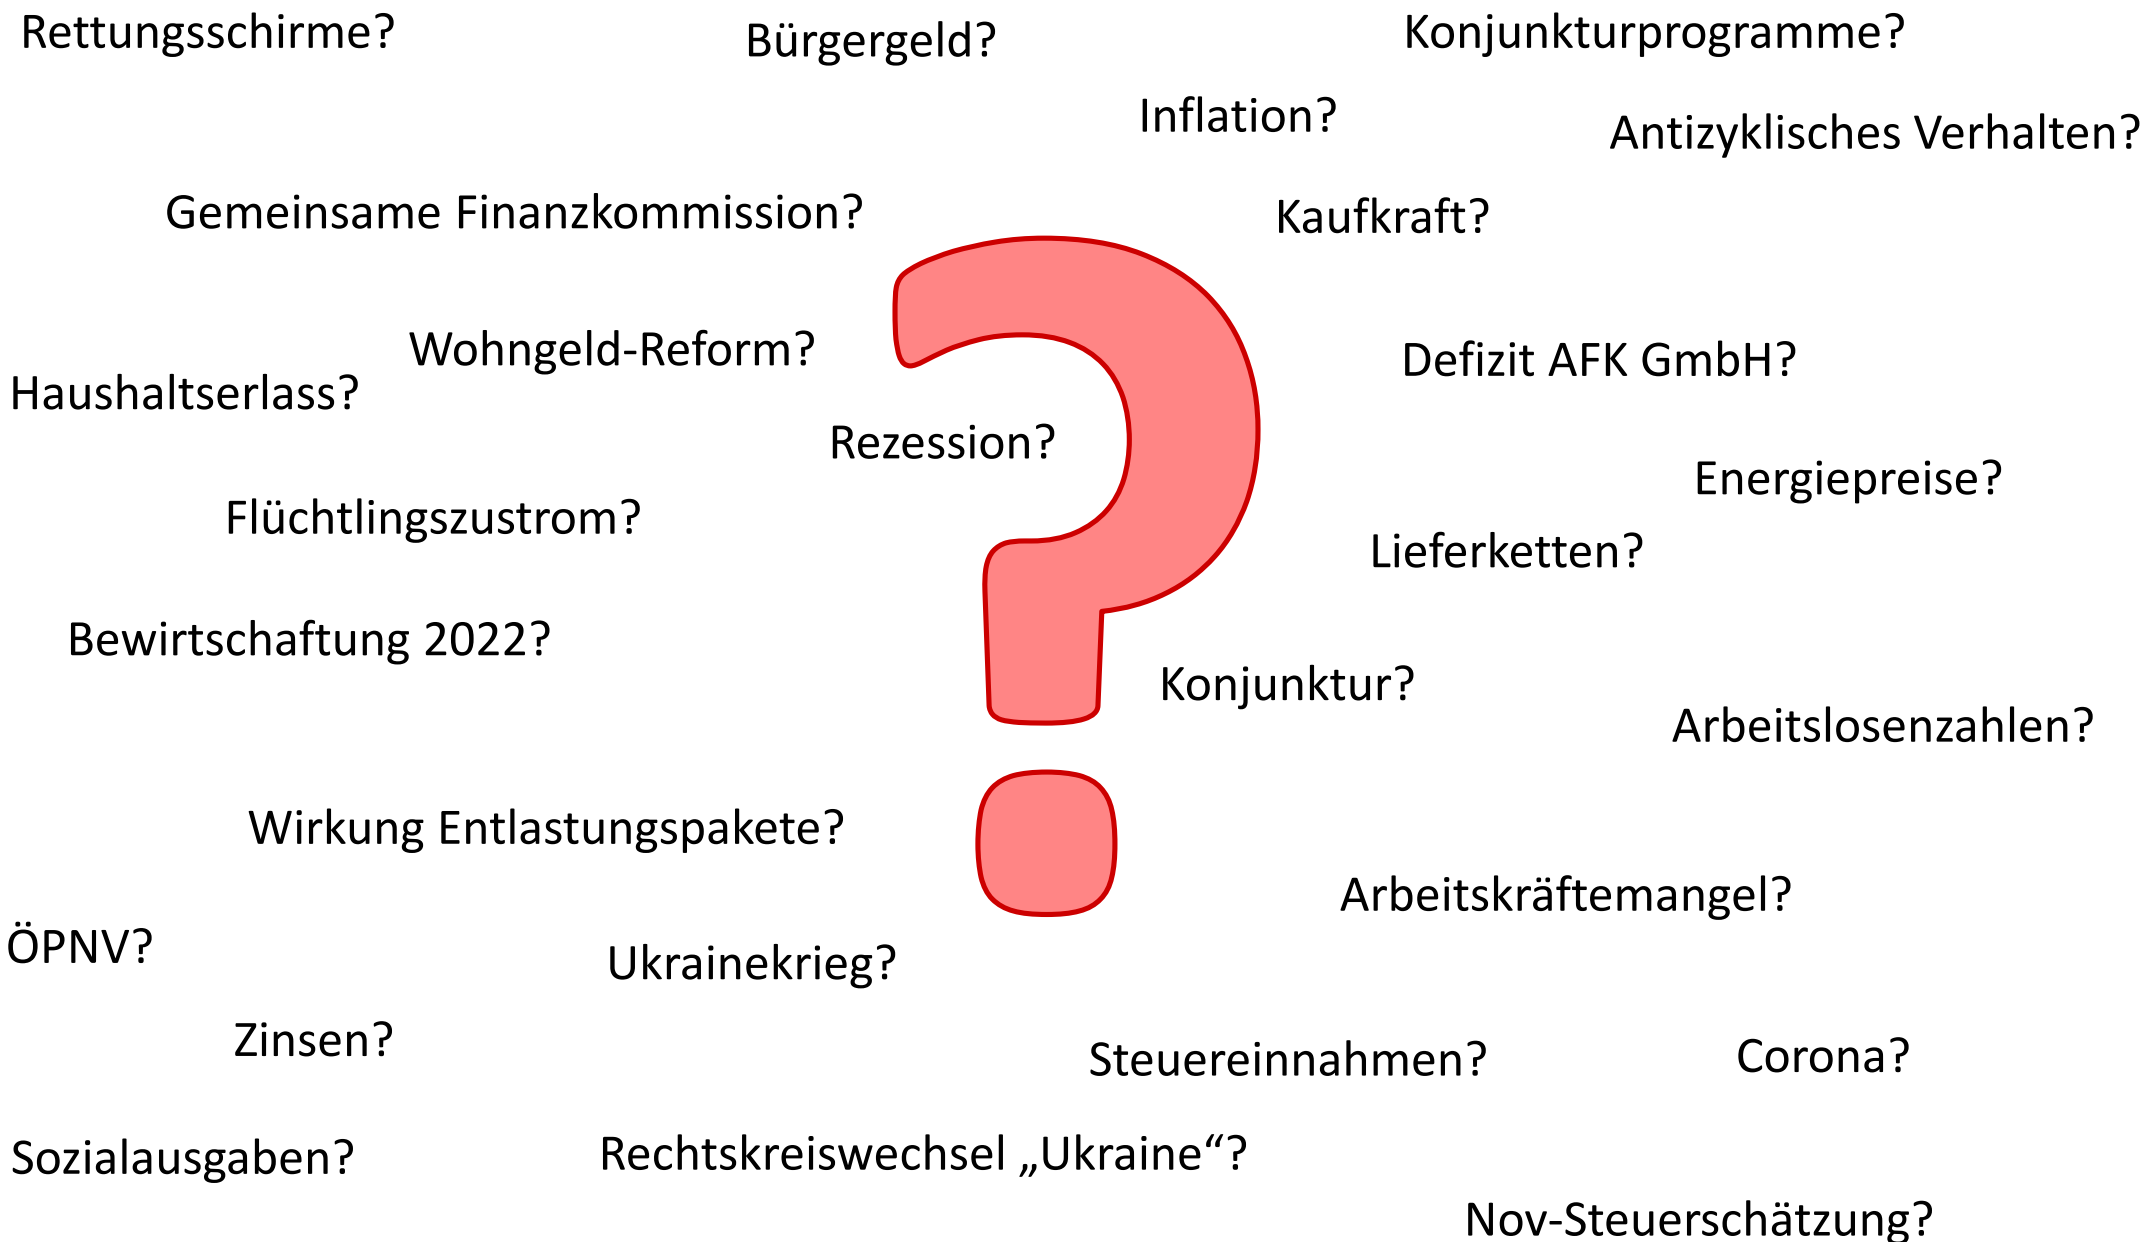 Rettungsschirme?
Bürgergeld?
Konjunkturprogramme?
Inflation?
Antizyklisches Verhalten?
Gemeinsame Finanzkommission?
Kaufkraft?
Wohngeld-Reform?
Defizit AFK GmbH?
Haushaltserlass?
Rezession?
Energiepreise?
Flüchtlingszustrom?
Lieferketten?
Bewirtschaftung 2022?
Konjunktur?
Arbeitslosenzahlen?
Wirkung Entlastungspakete?
Arbeitskräftemangel?
ÖPNV?
Ukrainekrieg?
Zinsen?
Steuereinnahmen?
Corona?
Sozialausgaben?
Rechtskreiswechsel „Ukraine“?
Nov-Steuerschätzung?
?